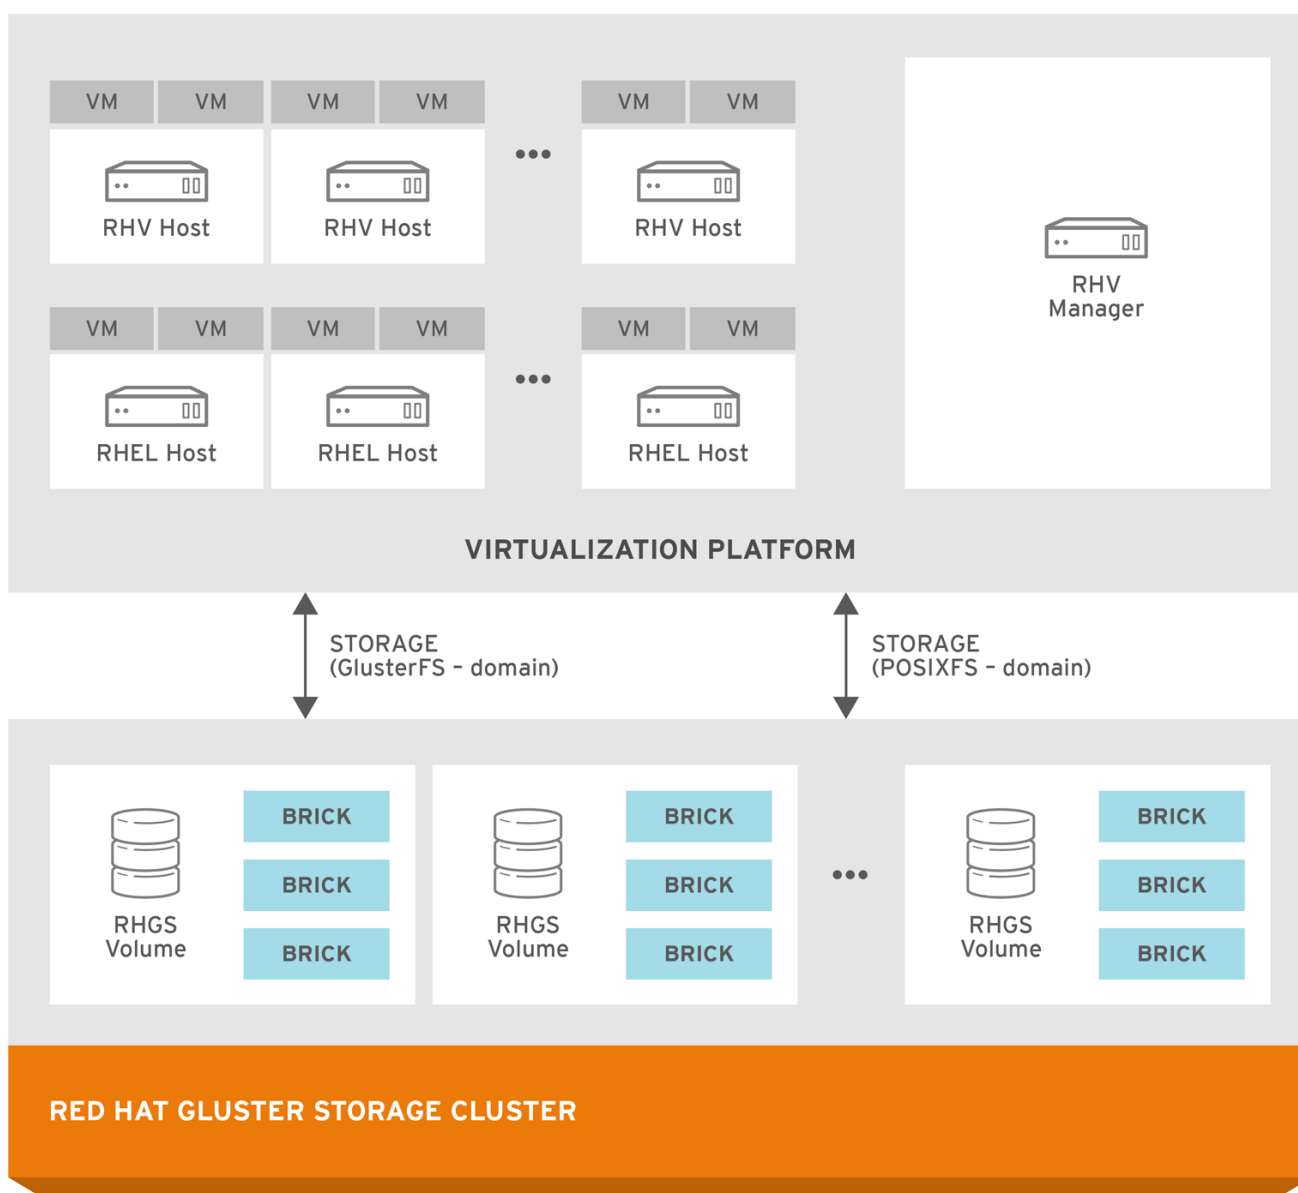 VM VM VM VM VM VM
RHV Host RHV Host RHV Host
RHV
Manager
VM VM VM VM VM VM
RHEL Host RHEL Host RHEL Host
VIRTUALIZATION PLATFORM
STORAGE
(GlusterFS – domain)
STORAGE
(POSIXFS – domain)
RHGS
Volume
BRICK
BRICK
BRICK
RHGS
Volume
BRICK
BRICK
BRICK
RHGS
Volume
BRICK
BRICK
BRICK
RED HAT GLUSTER STORAGE CLUSTER